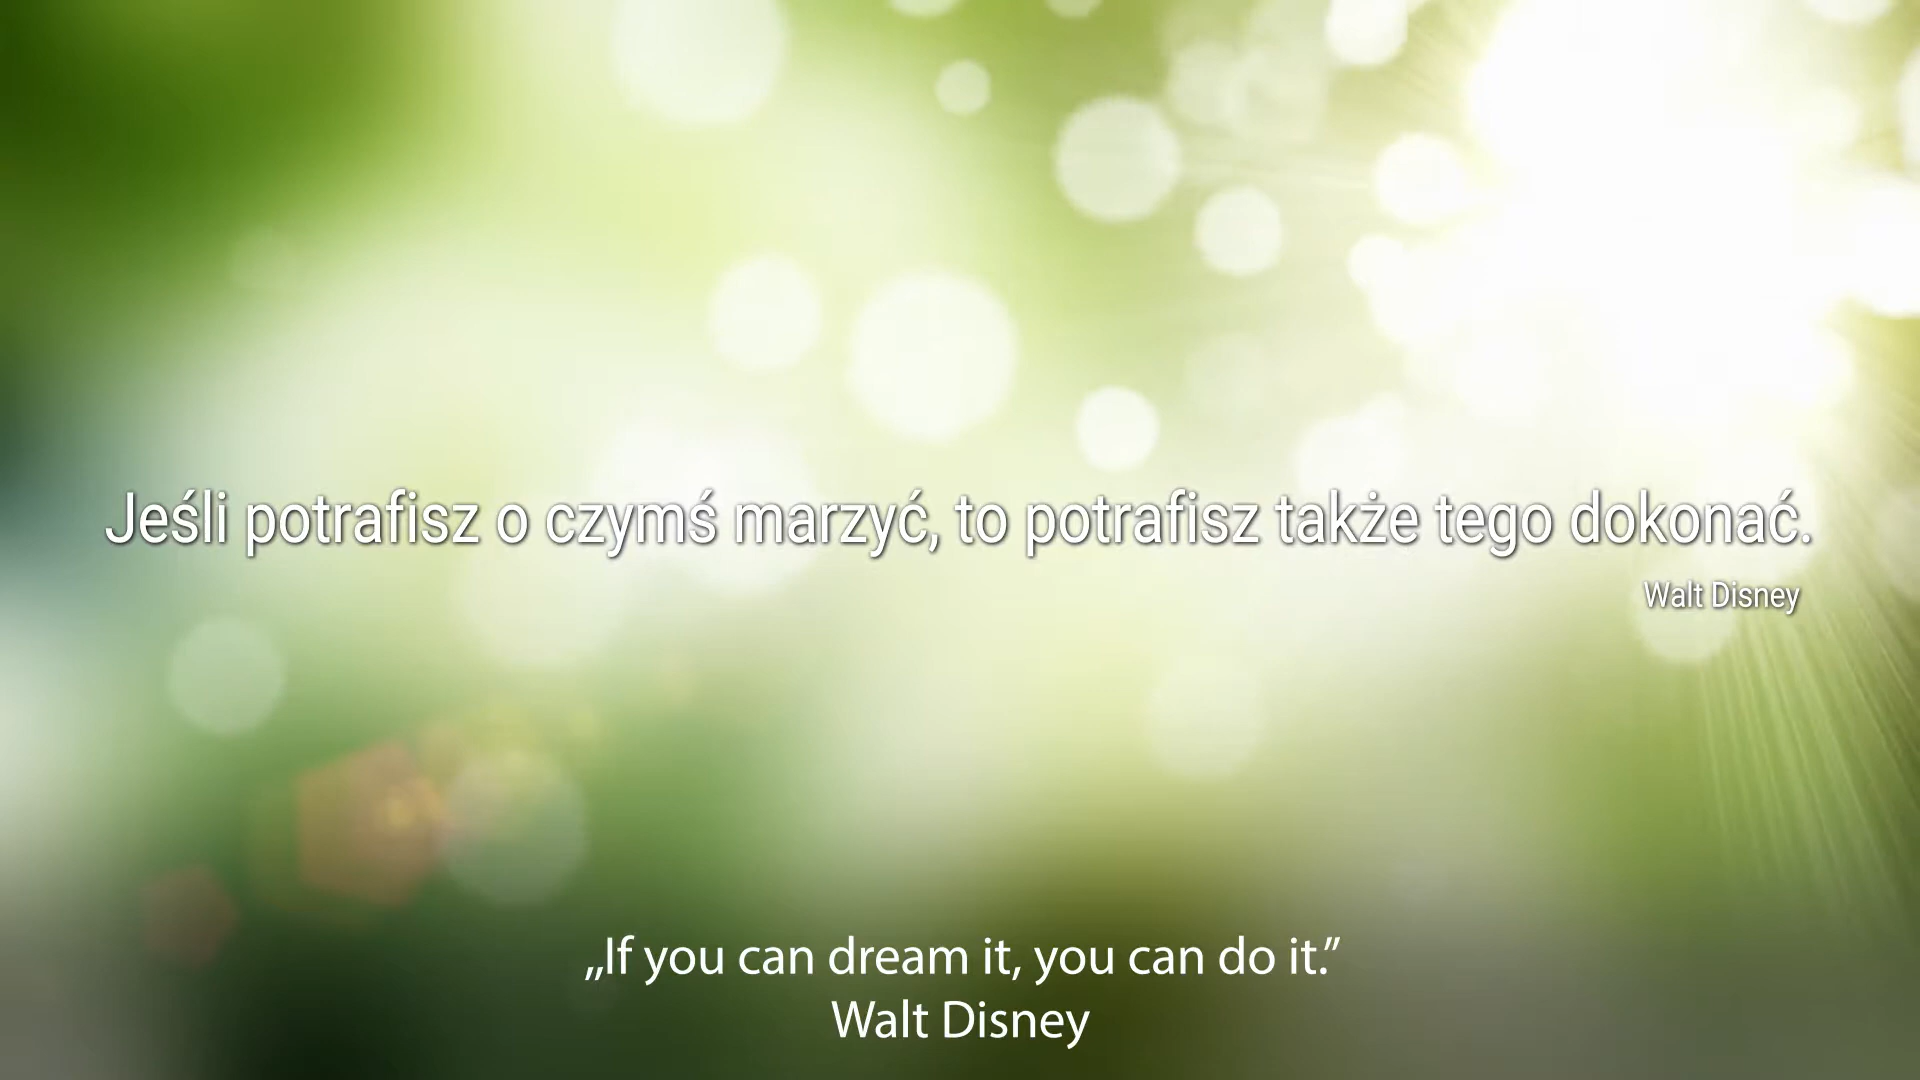 Jeśli potrafisz o czymś marzyć, to potrafisz także tego dokonać.
Walt Disney
„If you can dream it, you can do it.”
Walt Disney